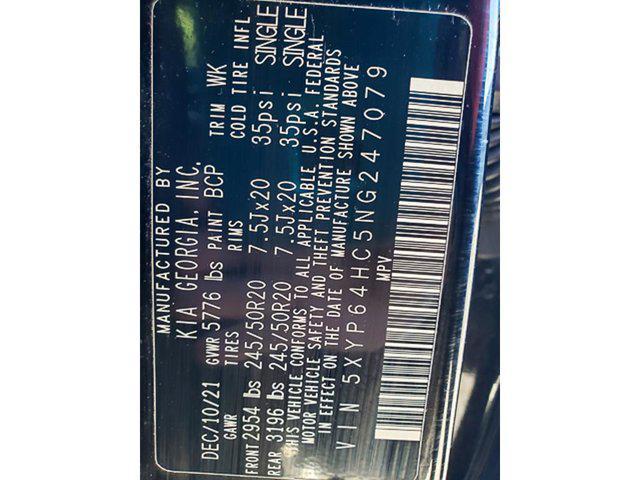 MANUFACTURED BY
KIA GEORGIA, INC.
DEC/10/21 GVWR 5776 lbs PAINT BCP TRIM WK
GAWR TIRES RIMS COLD TIRE INFL
FRONT 2954 lbs 245/50R20 7.5Jx20 35psi SINGLE
REAR 3196 lbs 245/50R20 7.5Jx20 35psi SINGLE
THIS VEHICLE CONFORMS TO ALL APPLICABLE U.S.A. FEDERAL
MOTOR VEHICLE SAFETY AND THEFT PREVENTION STANDARDS
IN EFFECT ON THE DATE OF MANUFACTURE SHOWN ABOVE
VIN 5XYP64HC5NG247079
MPV